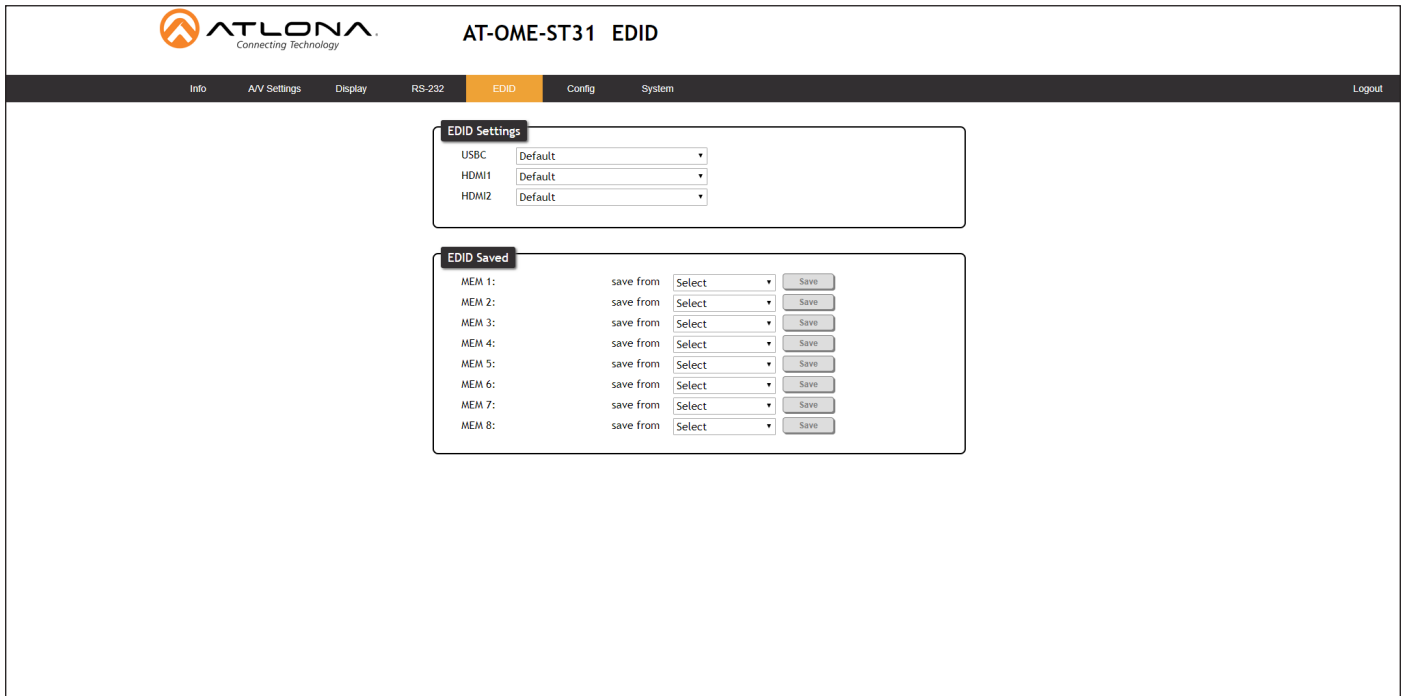 ATLONA.
Connecting Technology
AT-OME-ST31 EDID
Info A/V Settings Display RS-232 EDID Config System Logout
EDID Settings
USBC Default
HDMI1 Default
HDMI2 Default
EDID Saved
MEM 1: save from Select Save
MEM 2: save from Select Save
MEM 3: save from Select Save
MEM 4: save from Select Save
MEM 5: save from Select Save
MEM 6: save from Select Save
MEM 7: save from Select Save
MEM 8: save from Select Save